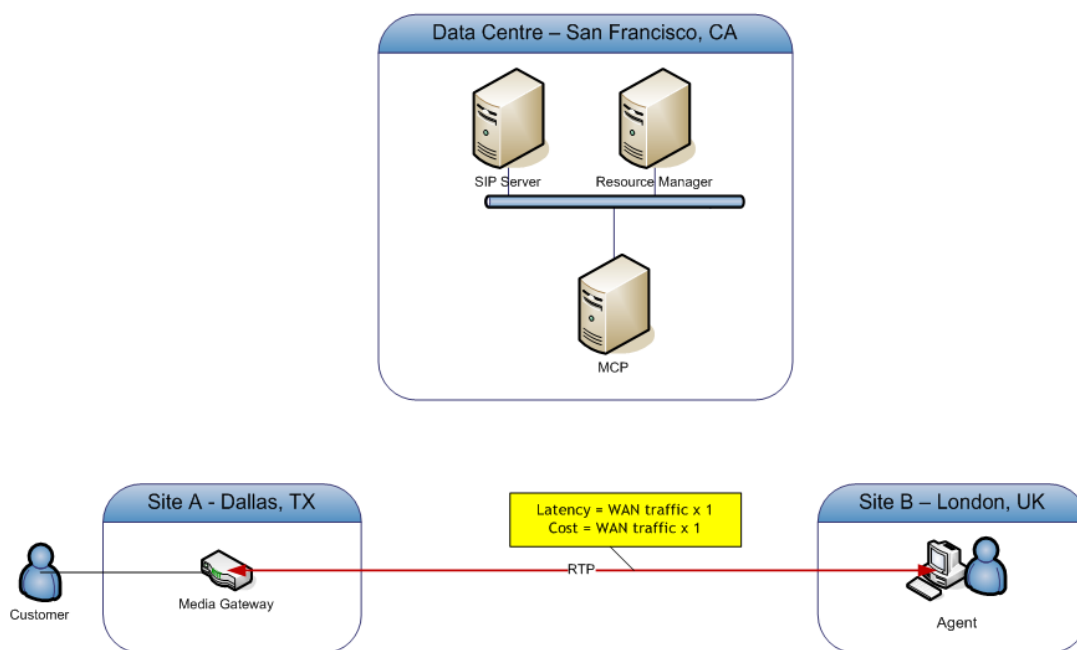 Data Centre – San Francisco, CA
SIP Server
Resource Manager
MCP
Site A - Dallas, TX
Latency = WAN traffic x 1
Cost = WAN traffic x 1
Site B – London, UK
RTP
Customer
Media Gateway
Agent